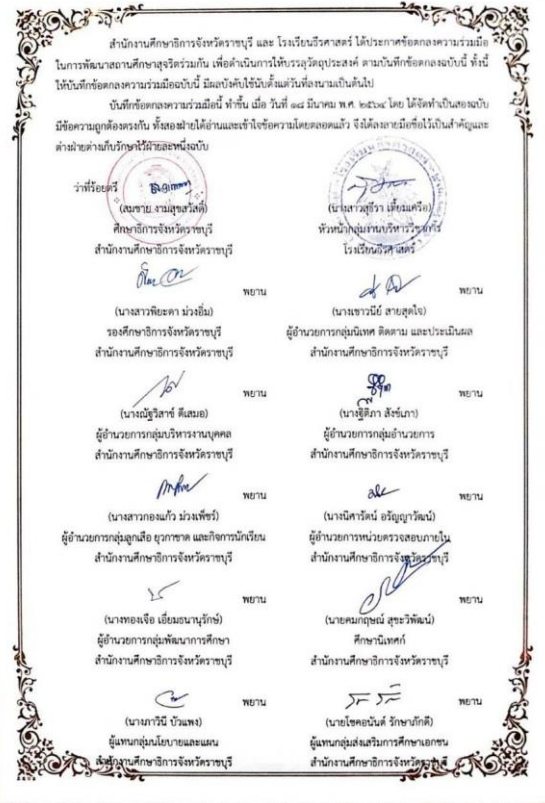 สำนักงานศึกษาธิการจังหวัดราชบุรี และ โรงเรียนธีรศาสตร์ ได้ประกาศข้อตกลงความร่วมมือ
ในการพัฒนาสถานศึกษาสุจริตร่วมกัน เพื่อดำเนินการให้บรรลุวัตถุประสงค์ ตามบันทึกข้อตกลงฉบับนี้ ทั้งนี้
ให้บันทึกข้อตกลงความร่วมมือฉบับนี้ มีผลบังคับใช้นับตั้งแต่วันที่ลงนามเป็นต้นไป
บันทึกข้อตกลงความร่วมมือนี้ ทำขึ้น เมื่อ วันที่ ๑๘ มีนาคม พ.ศ. ๒๕๖๔ โดย ได้จัดทำเป็นสองฉบับ
มีข้อความถูกต้องตรงกัน ทั้งสองฝ่ายได้อ่านและเข้าใจข้อความโดยตลอดแล้ว จึงได้ลงลายมือชื่อไว้เป็นสำคัญและ
ต่างฝ่ายต่างเก็บรักษาไว้ฝ่ายละหนึ่งฉบับ
ว่าที่ร้อยตรี
(สมชาย งามสุขสวัสดิ์) (นางสาวสุธีรา เที้ยมเครือ)
ศึกษาธิการจังหวัดราชบุรี หัวหน้ากลุ่มงานบริหารวิชาการ
สำนักงานศึกษาธิการจังหวัดราชบุรี โรงเรียนธีรศาสตร์
พยาน พยาน
(นางสาวพิยะดา ม่วงอิ่ม) (นางเชาวนีย์ สายสุดใจ)
รองศึกษาธิการจังหวัดราชบุรี ผู้อำนวยการกลุ่มนิเทศ ติดตาม และประเมินผล
สำนักงานศึกษาธิการจังหวัดราชบุรี สำนักงานศึกษาธิการจังหวัดราชบุรี
พยาน พยาน
(นางณัฐวิสาข์ ดีเสมอ) (นางฐิติภา สังข์เภา)
ผู้อำนวยการกลุ่มบริหารงานบุคคล ผู้อำนวยการกลุ่มอำนวยการ
สำนักงานศึกษาธิการจังหวัดราชบุรี สำนักงานศึกษาธิการจังหวัดราชบุรี
พยาน พยาน
(นางสาวกองแก้ว ม่วงเพ็ชร์) (นางนิศารัตน์ อรัญญาวัฒน์)
ผู้อำนวยการกลุ่มลูกเสือ ยุวกาชาด และกิจการนักเรียน ผู้อำนวยการหน่วยตรวจสอบภายใน
สำนักงานศึกษาธิการจังหวัดราชบุรี สำนักงานศึกษาธิการจังหวัดราชบุรี
พยาน พยาน
(นางทองเจือ เอี่ยมธนานุรักษ์) (นายคมกฤษณ์ สุขะวิพัฒน์)
ผู้อำนวยการกลุ่มพัฒนาการศึกษา ศึกษานิเทศก์
สำนักงานศึกษาธิการจังหวัดราชบุรี สำนักงานศึกษาธิการจังหวัดราชบุรี
พยาน พยาน
(นางภาวินี บัวแพง) (นายโชคอนันต์ รักษาภักดี)
ผู้แทนกลุ่มนโยบายและแผน ผู้แทนกลุ่มส่งเสริมการศึกษาเอกชน
สำนักงานศึกษาธิการจังหวัดราชบุรี สำนักงานศึกษาธิการจังหวัดราชบุรี